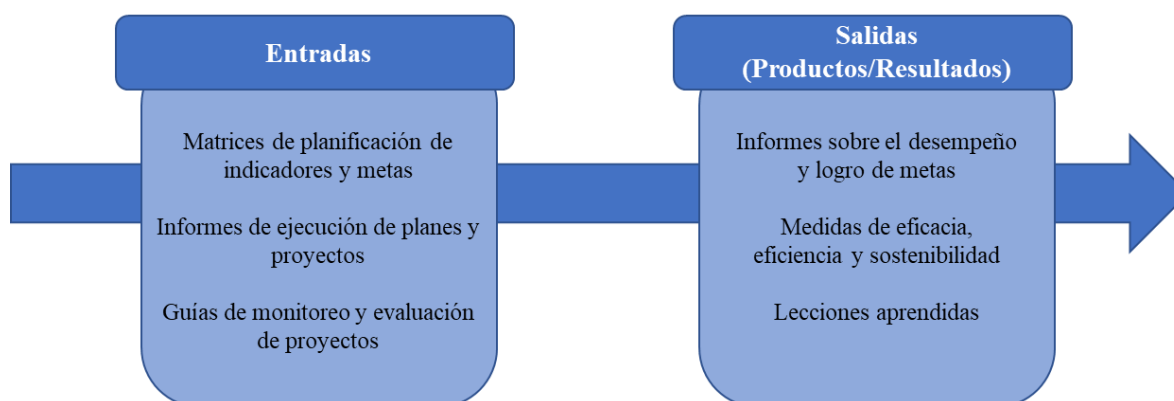 Entradas
Matrices de planificación de
indicadores y metas
Informes de ejecución de planes y
proyectos
Guías de monitoreo y evaluación
de proyectos
Salidas
(Productos/Resultados)
Informes sobre el desempeño
y logro de metas
Medidas de eficacia,
eficiencia y sostenibilidad
Lecciones aprendidas